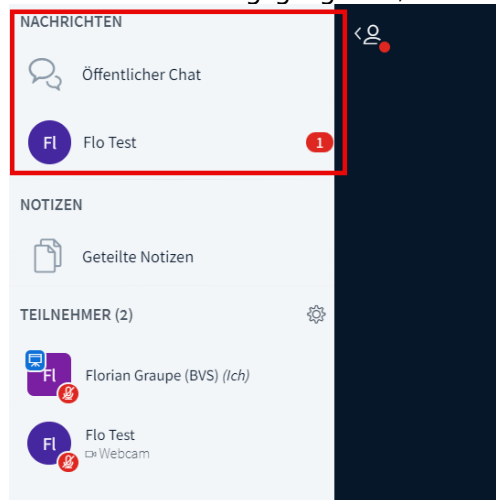 NACHRICHTEN
Öffentlicher Chat
Fl Flo Test 1
NOTIZEN
Geteilte Notizen
TEILNEHMER (2)
Fl Florian Graupe (BVS) (Ich)
Fl Flo Test
Webcam